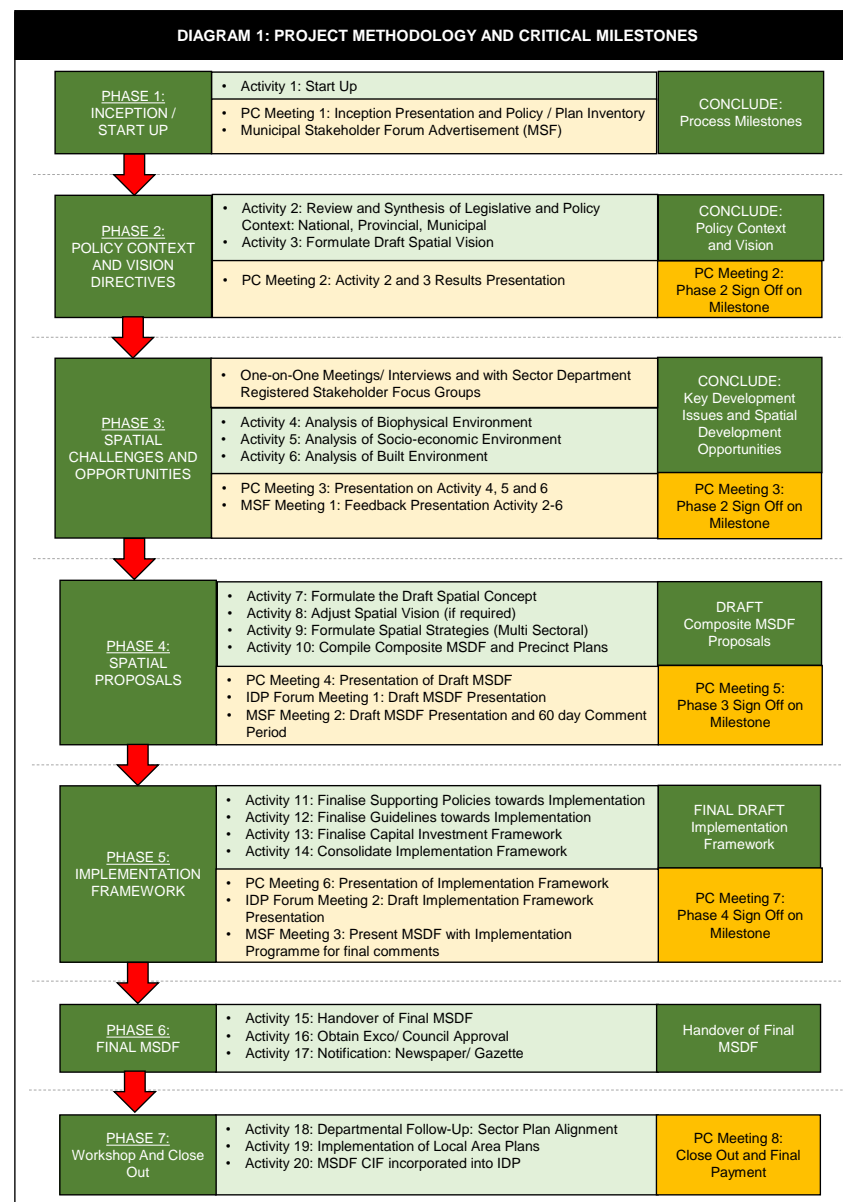 DIAGRAM 1: PROJECT METHODOLOGY AND CRITICAL MILESTONES
PHASE 1:
INCEPTION /
START UP
• Activity 1: Start Up
• PC Meeting 1: Inception Presentation and Policy / Plan Inventory
• Municipal Stakeholder Forum Advertisement (MSF)
CONCLUDE:
Process Milestones
PHASE 2:
POLICY CONTEXT
AND VISION
DIRECTIVES
• Activity 2: Review and Synthesis of Legislative and Policy
Context: National, Provincial, Municipal
• Activity 3: Formulate Draft Spatial Vision
• PC Meeting 2: Activity 2 and 3 Results Presentation
CONCLUDE:
Policy Context
and Vision
PC Meeting 2:
Phase 2 Sign Off on
Milestone
PHASE 3:
SPATIAL
CHALLENGES AND
OPPORTUNITIES
• One-on-One Meetings/ Interviews and with Sector Department
Registered Stakeholder Focus Groups
• Activity 4: Analysis of Biophysical Environment
• Activity 5: Analysis of Socio-economic Environment
• Activity 6: Analysis of Built Environment
• PC Meeting 3: Presentation on Activity 4, 5 and 6
• MSF Meeting 1: Feedback Presentation Activity 2-6
CONCLUDE:
Key Development
Issues and Spatial
Development
Opportunities
PC Meeting 3:
Phase 2 Sign Off on
Milestone
PHASE 4:
SPATIAL
PROPOSALS
• Activity 7: Formulate the Draft Spatial Concept
• Activity 8: Adjust Spatial Vision (if required)
• Activity 9: Formulate Spatial Strategies (Multi Sectoral)
• Activity 10: Compile Composite MSDF and Precinct Plans
• PC Meeting 4: Presentation of Draft MSDF
• IDP Forum Meeting 1: Draft MSDF Presentation
• MSF Meeting 2: Draft MSDF Presentation and 60 day Comment
Period
DRAFT
Composite MSDF
Proposals
PC Meeting 5:
Phase 3 Sign Off on
Milestone
PHASE 5:
IMPLEMENTATION
FRAMEWORK
• Activity 11: Finalise Supporting Policies towards Implementation
• Activity 12: Finalise Guidelines towards Implementation
• Activity 13: Finalise Capital Investment Framework
• Activity 14: Consolidate Implementation Framework
• PC Meeting 6: Presentation of Implementation Framework
• IDP Forum Meeting 2: Draft Implementation Framework
Presentation
• MSF Meeting 3: Present MSDF with Implementation
Programme for final comments
FINAL DRAFT
Implementation
Framework
PC Meeting 7:
Phase 4 Sign Off on
Milestone
PHASE 6:
FINAL MSDF
• Activity 15: Handover of Final MSDF
• Activity 16: Obtain Exco/ Council Approval
• Activity 17: Notification: Newspaper/ Gazette
Handover of Final
MSDF
PHASE 7:
Workshop And Close
Out
• Activity 18: Departmental Follow-Up: Sector Plan Alignment
• Activity 19: Implementation of Local Area Plans
• Activity 20: MSDF CIF incorporated into IDP
PC Meeting 8:
Close Out and Final
Payment